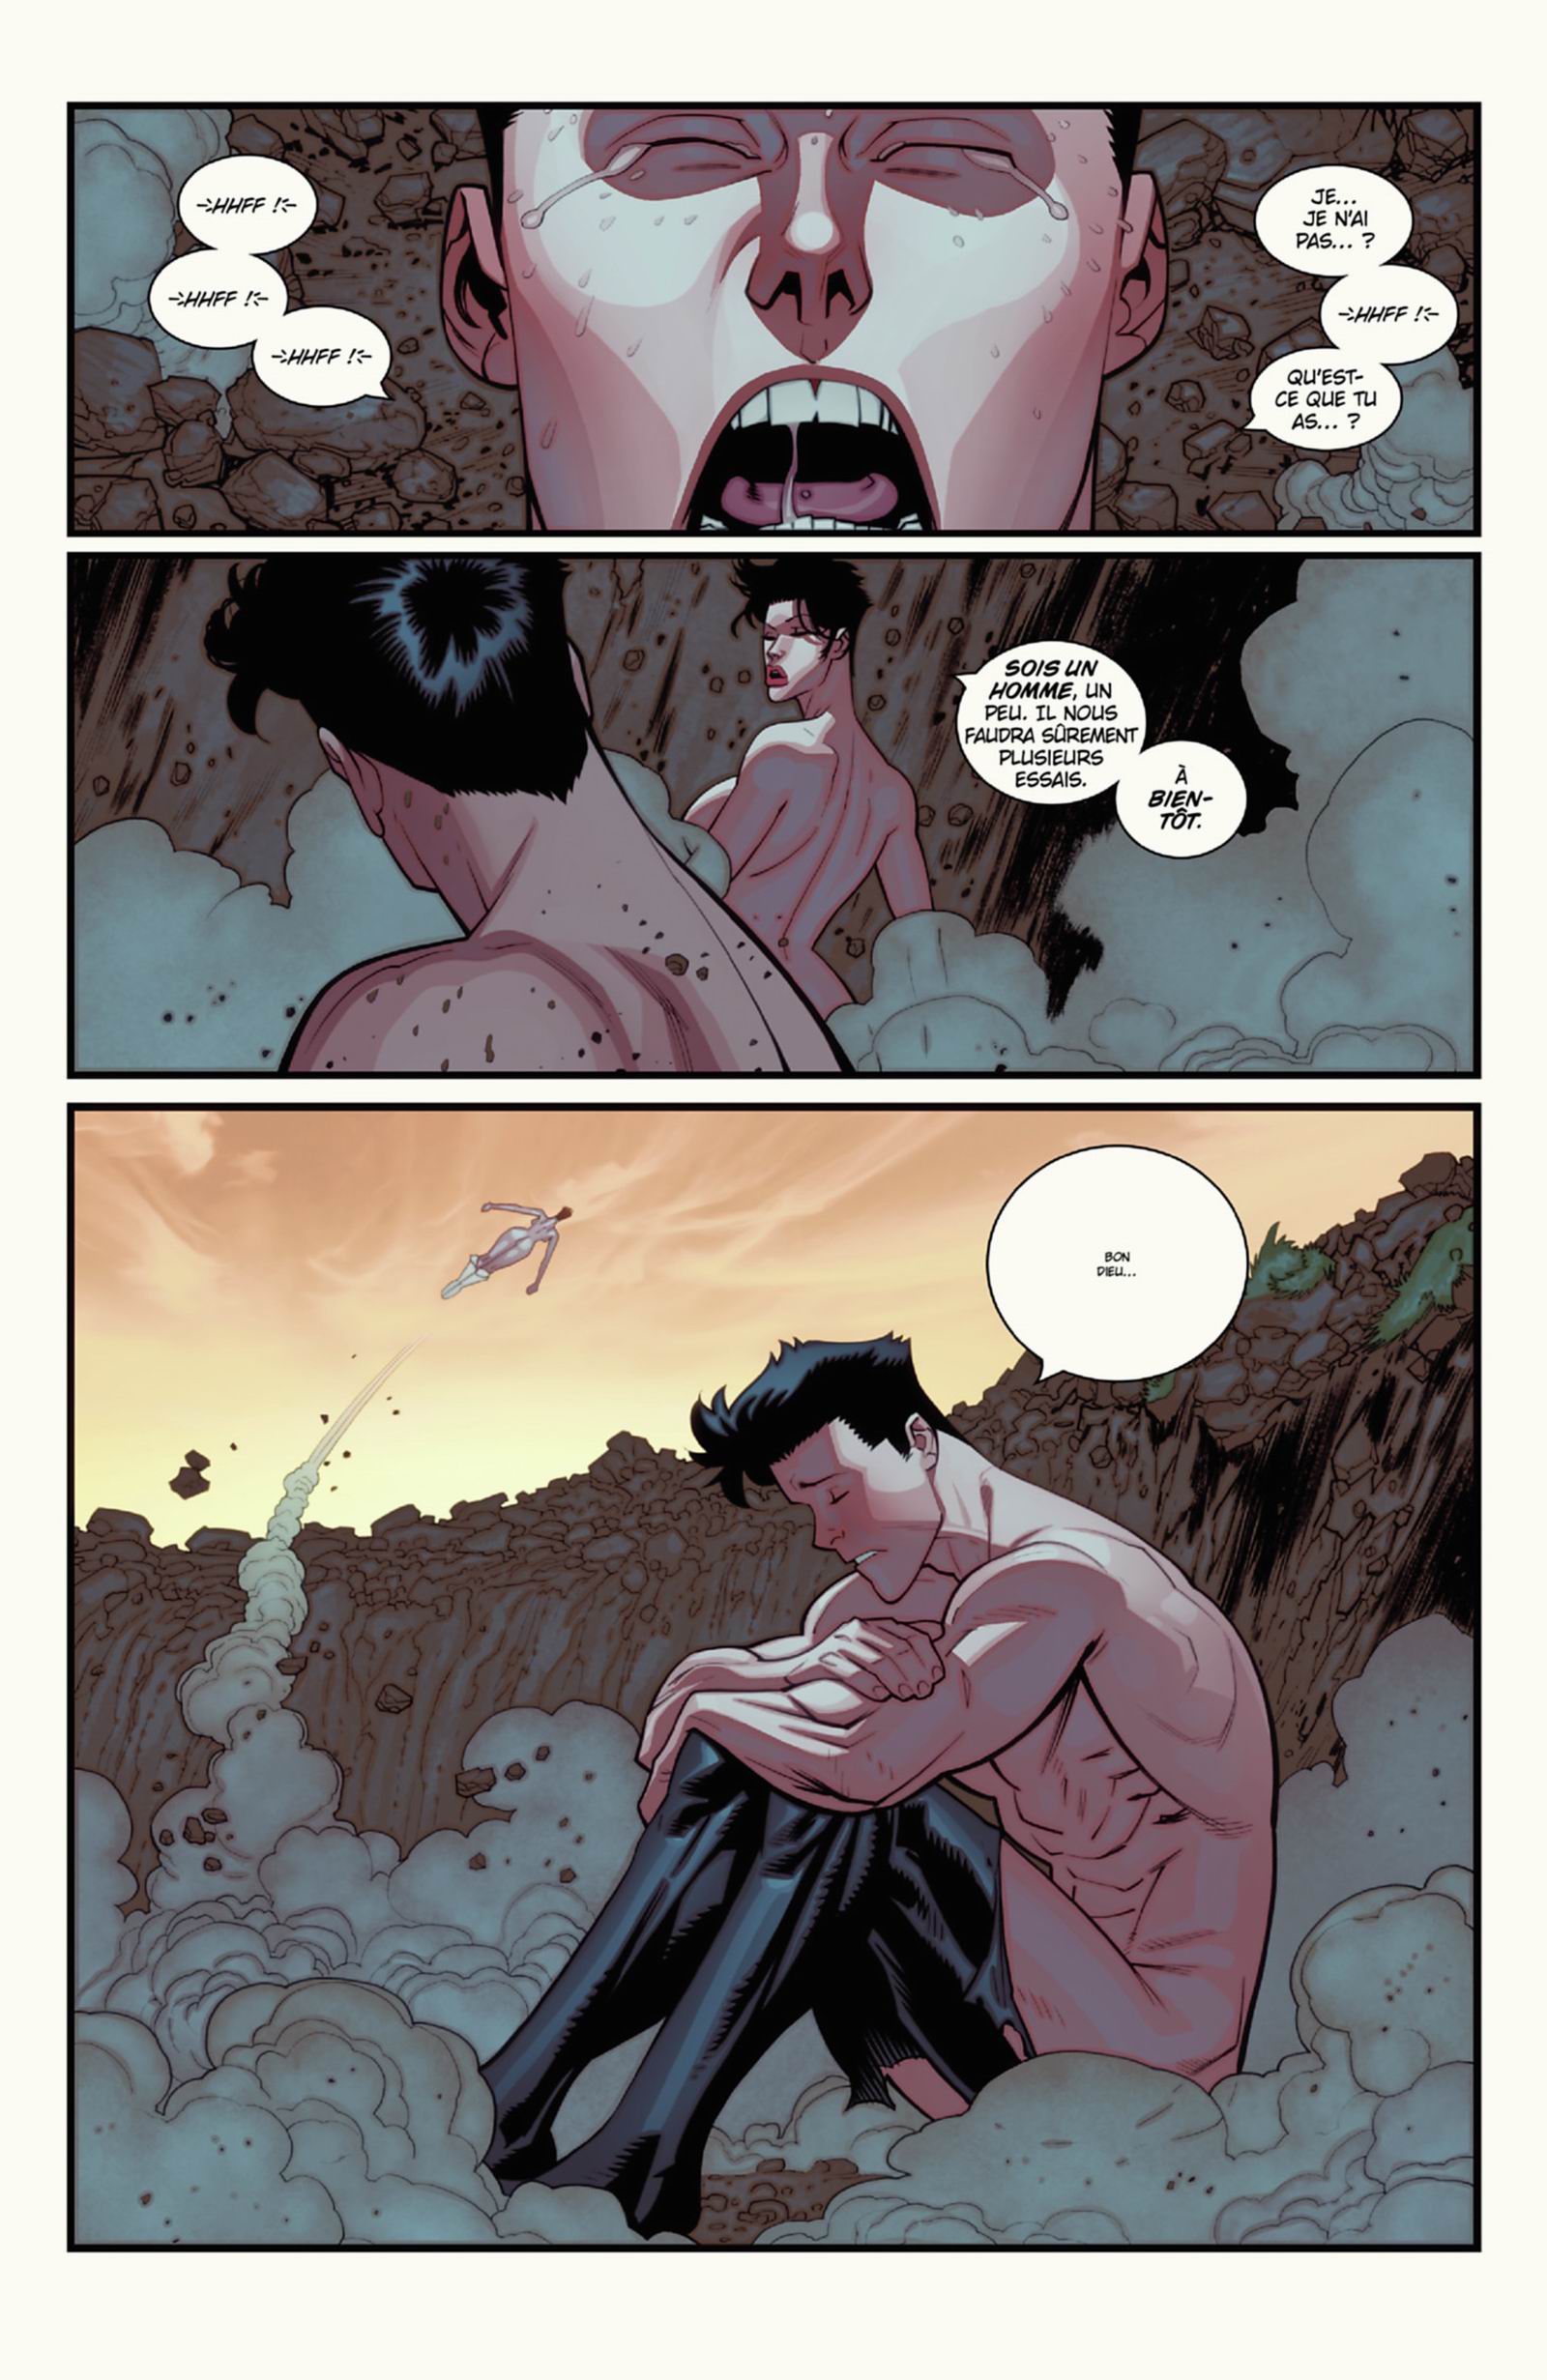 -HHFF !-
-HHFF !-
-HHFF !-
JE...
JE N'AI
PAS... ?
-HHFF !-
QU'EST-
CE QUE TU
AS... ?
SOIS UN
HOMME, UN
PEU. IL NOUS
FAUDRA SÛREMENT
PLUSIEURS
ESSAIS.
À
BIEN-
TÔT.
BON
DIEU...